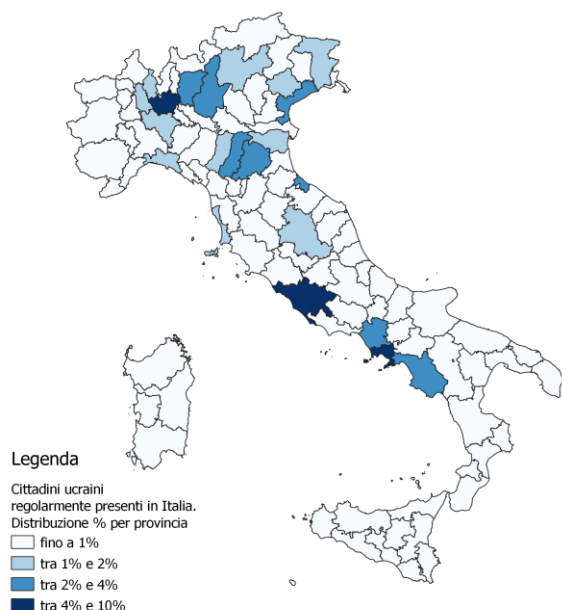 Legenda
Cittadini ucraini
regolarmente presenti in Italia.
Distribuzione % per provincia
fino a 1%
tra 1% e 2%
tra 2% e 4%
tra 4% e 10%